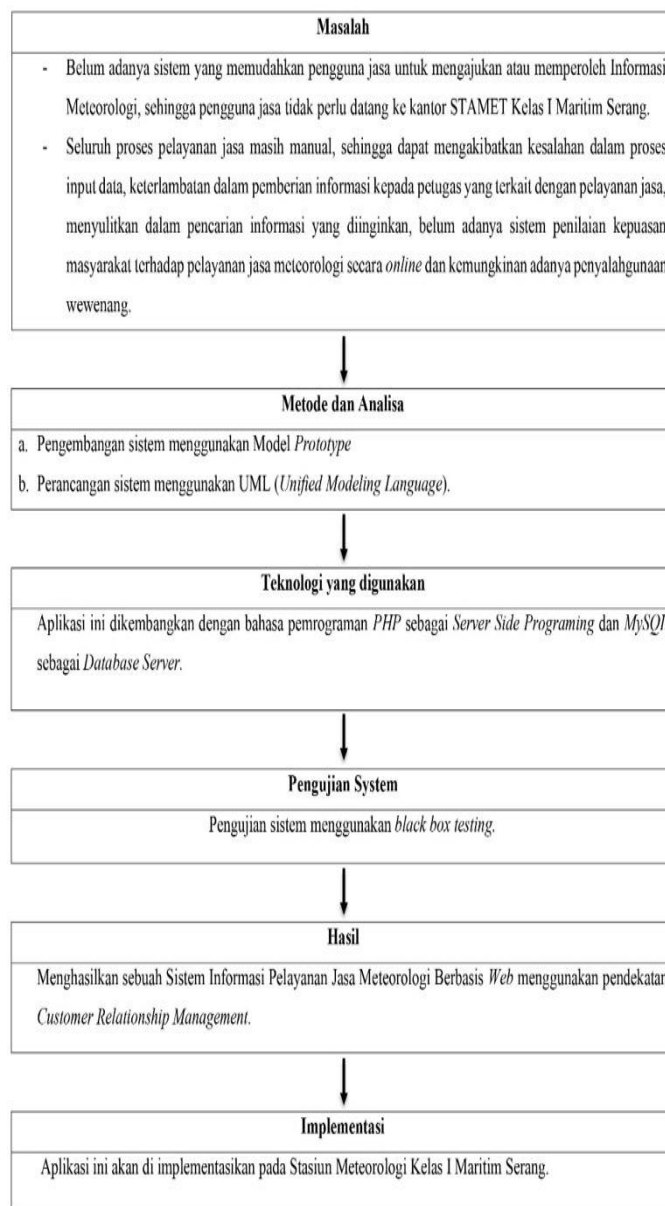 Masalah
- Belum adanya sistem yang memudahkan pengguna jasa untuk mengajukan atau memperoleh Informasi
Meteorologi, sehingga pengguna jasa tidak perlu datang ke kantor STAMET Kelas I Maritim Serang.
- Seluruh proses pelayanan jasa masih manual, sehingga dapat mengakibatkan kesalahan dalam proses
input data, keterlambatan dalam pemberian informasi kepada petugas yang terkait dengan pelayanan jasa,
menyulitkan dalam pencarian informasi yang diinginkan, belum adanya sistem penilaian kepuasan
masyarakat terhadap pelayanan jasa meteorologi secara online dan kemungkinan adanya penyalahgunaan
wewenang.
Metode dan Analisa
a. Pengembangan sistem menggunakan Model Prototype
b. Perancangan sistem menggunakan UML (Unified Modeling Language).
Teknologi yang digunakan
Aplikasi ini dikembangkan dengan bahasa pemrograman PHP sebagai Server Side Programing dan MySQL
sebagai Database Server.
Pengujian System
Pengujian sistem menggunakan black box testing.
Hasil
Menghasilkan sebuah Sistem Informasi Pelayanan Jasa Meteorologi Berbasis Web menggunakan pendekatan
Customer Relationship Management.
Implementasi
Aplikasi ini akan di implementasikan pada Stasiun Meteorologi Kelas I Maritim Serang.